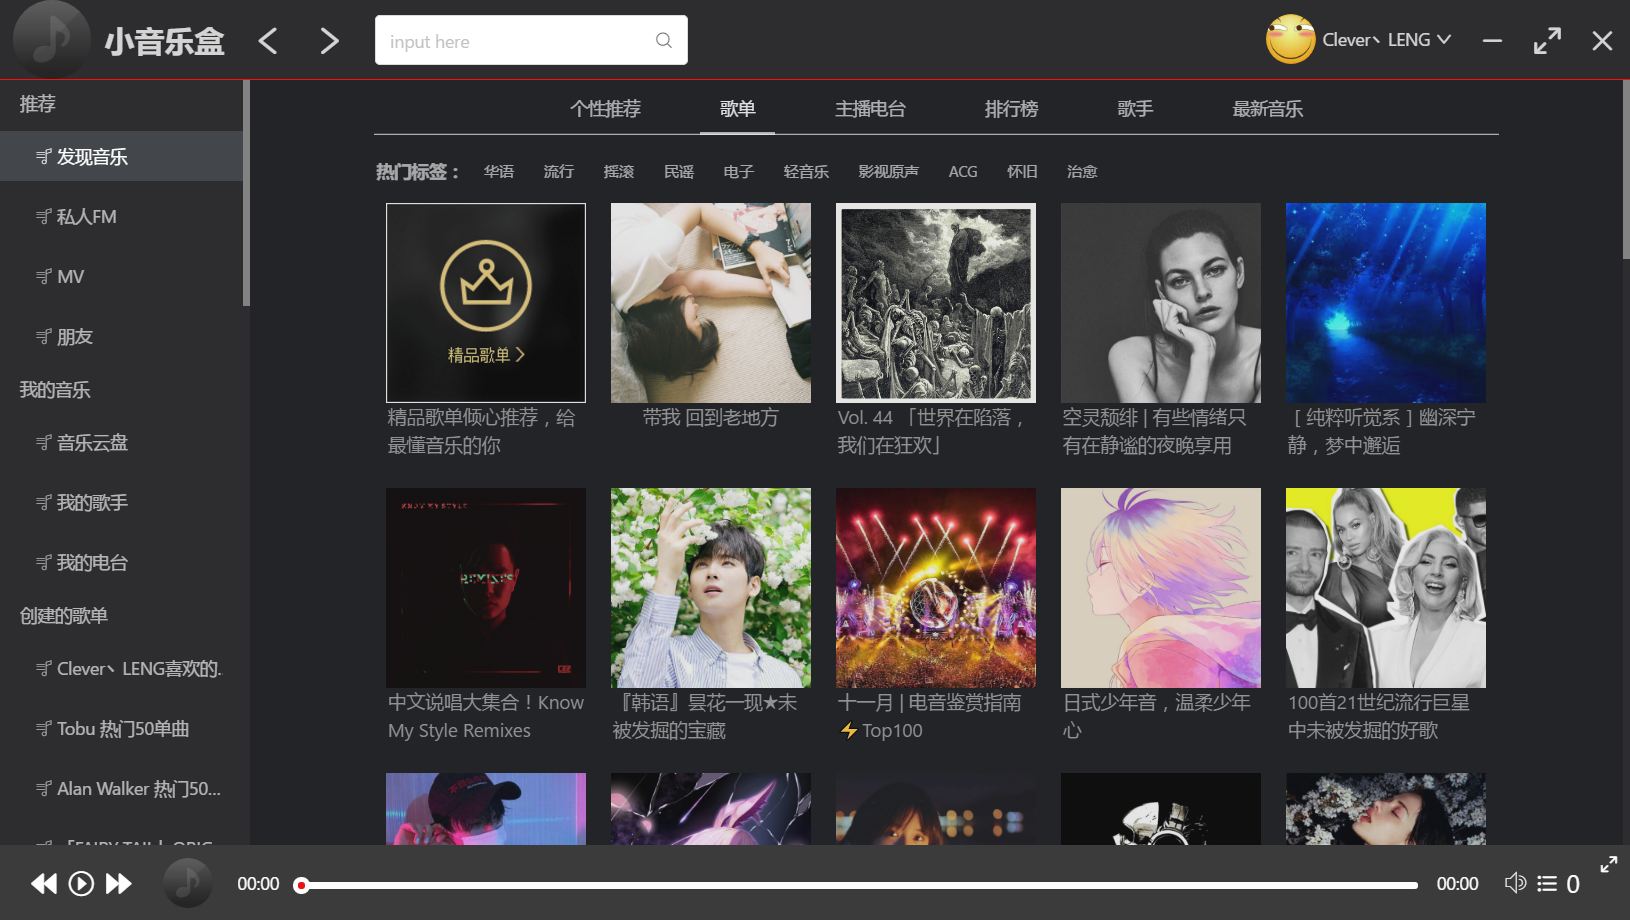 小音乐盒
input here
Clever丶 LENG
推荐
发现音乐
私人FM
MV
朋友
我的音乐
音乐云盘
我的歌手
我的电台
创建的歌单
Clever丶 LENG喜欢的.
Tobu 热门50单曲
Alan Walker 热门50...
个性推荐 歌单 主播电台 排行榜 歌手 最新音乐
热门标签： 华语 流行 摇滚 民谣 电子 轻音乐 影视原声 ACG 怀旧 治愈
精品歌单
精品歌单倾心推荐，给
最懂音乐的你
带我 回到老地方
Vol. 44 「世界在陷落，
我们在狂欢」
空灵颓绯 | 有些情绪只
有在静谧的夜晚享用
［ 纯粹听觉系 ］幽深宁
静，梦中邂逅
KNOW MY STYLE
REMIXES
中文说唱大集合！Know
My Style Remixes
『韩语』昙花一现★未
被发掘的宝藏
十一月 | 电音鉴赏指南
⚡Top100
日式少年音，温柔少年
心
100首21世纪流行巨星
中未被发掘的好歌
00:00
00:00
0